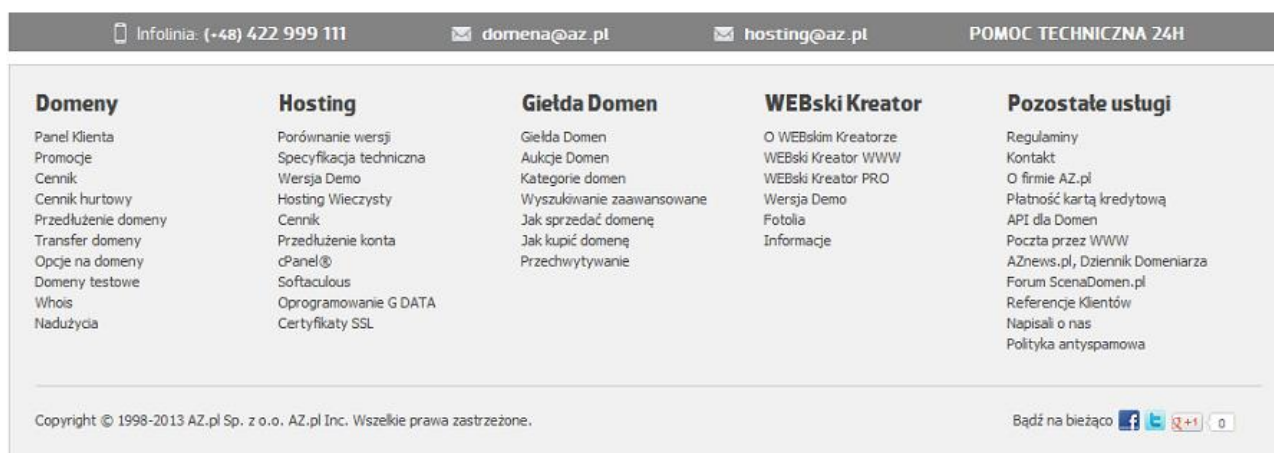 Infolinia: (+48) 422 999 111
domena@az.pl
hosting@az.pl
POMOC TECHNICZNA 24H
Domeny
Panel Klienta
Promocje
Cennik
Cennik hurtowy
Przedłużenie domeny
Transfer domeny
Opcje na domeny
Domeny testowe
Whois
Nadużycia
Hosting
Porównanie wersji
Specyfikacja techniczna
Wersja Demo
Hosting Wieczysty
Cennik
Przedłużenie konta
cPanel®
Softaculous
Oprogramowanie G DATA
Certyfikaty SSL
Giełda Domen
Giełda Domen
Aukcje Domen
Kategorie domen
Wyszukiwanie zaawansowane
Jak sprzedać domenę
Jak kupić domenę
Przechwytywanie
WEBski Kreator
O WEBskim Kreatorze
WEBski Kreator WWW
WEBski Kreator PRO
Wersja Demo
Fotolia
Informacje
Pozostałe usługi
Regulaminy
Kontakt
O firmie AZ.pl
Płatność kartą kredytową
API dla Domen
Poczta przez WWW
AZnews.pl, Dziennik Domeniarza
Forum ScenaDomen.pl
Referencje Klientów
Napisali o nas
Polityka antyspamowa
Copyright © 1998-2013 AZ.pl Sp. z o.o. AZ.pl Inc. Wszelkie prawa zastrzeżone.
Bądź na bieżąco f t g+1 0